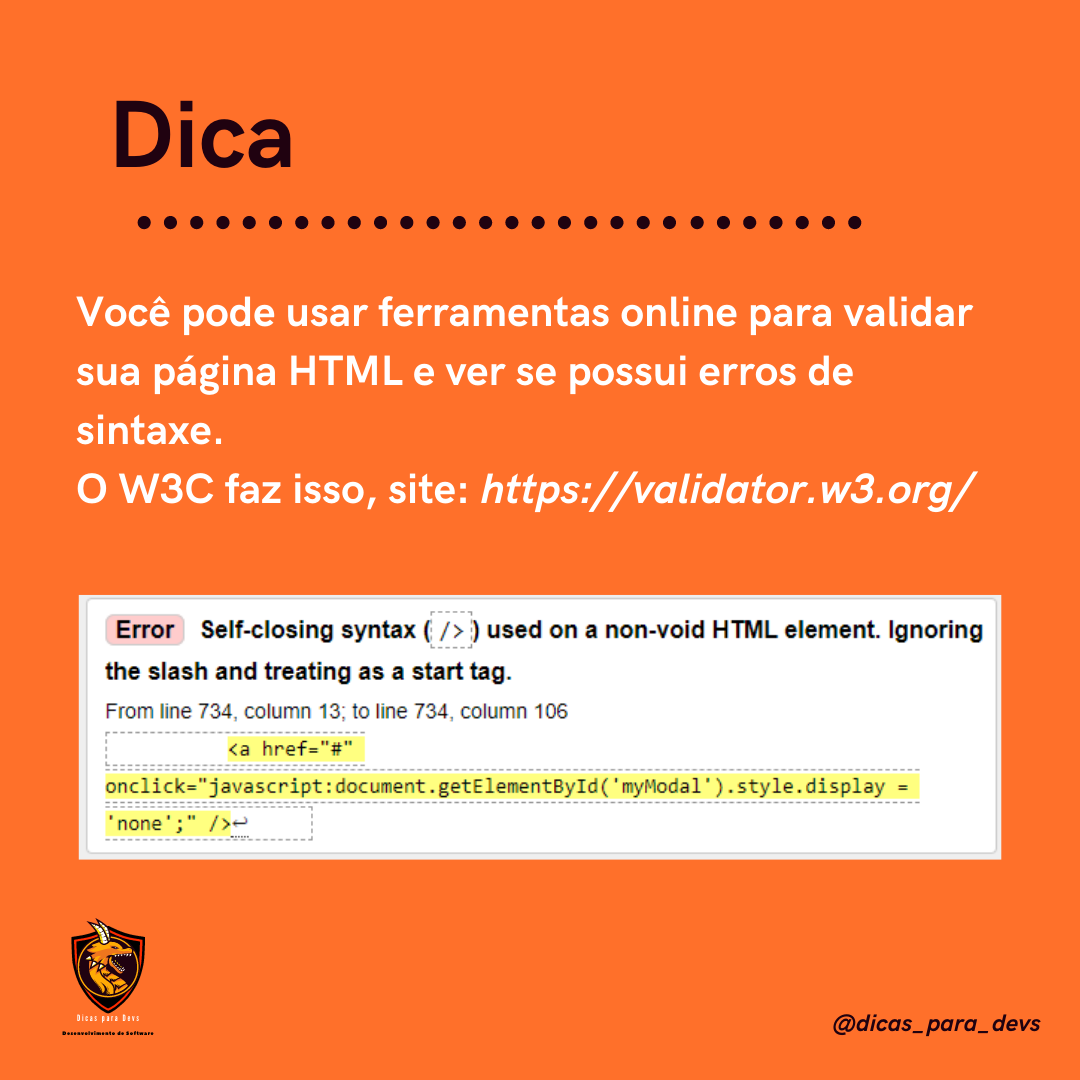 Dica
Você pode usar ferramentas online para validar
sua página HTML e ver se possui erros de
sintaxe.
O W3C faz isso, site: https://validator.w3.org/
Error Self-closing syntax ( /> ) used on a non-void HTML element. Ignoring
the slash and treating as a start tag.
From line 734, column 13; to line 734, column 106
<a href="#"
onclick="javascript:document.getElementById('myModal').style.display =
'none';" />↩
Dicas para Devs
Desenvolvimento de Software
@dicas_para_devs